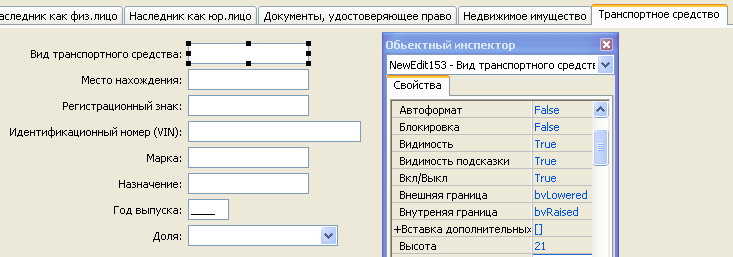 аследник как физ.лицо Наследник как юр.лицо Документы, удостоверяющее право Недвижимое имущество Транспортное средство
Вид транспортного средства:
Место нахождения:
Регистрационный знак:
Идентификационный номер (VIN):
Марка:
Назначение:
Год выпуска: ____
Доля:
Обьектный инспектор
NewEdit153 - Вид транспортного средств
Свойства
Автоформат False
Блокировка False
Видимость True
Видимость подсказки True
Вкл/Выкл True
Внешняя граница bvLowered
Внутреняя граница bvRaised
+Вставка дополнительных []
Высота 21